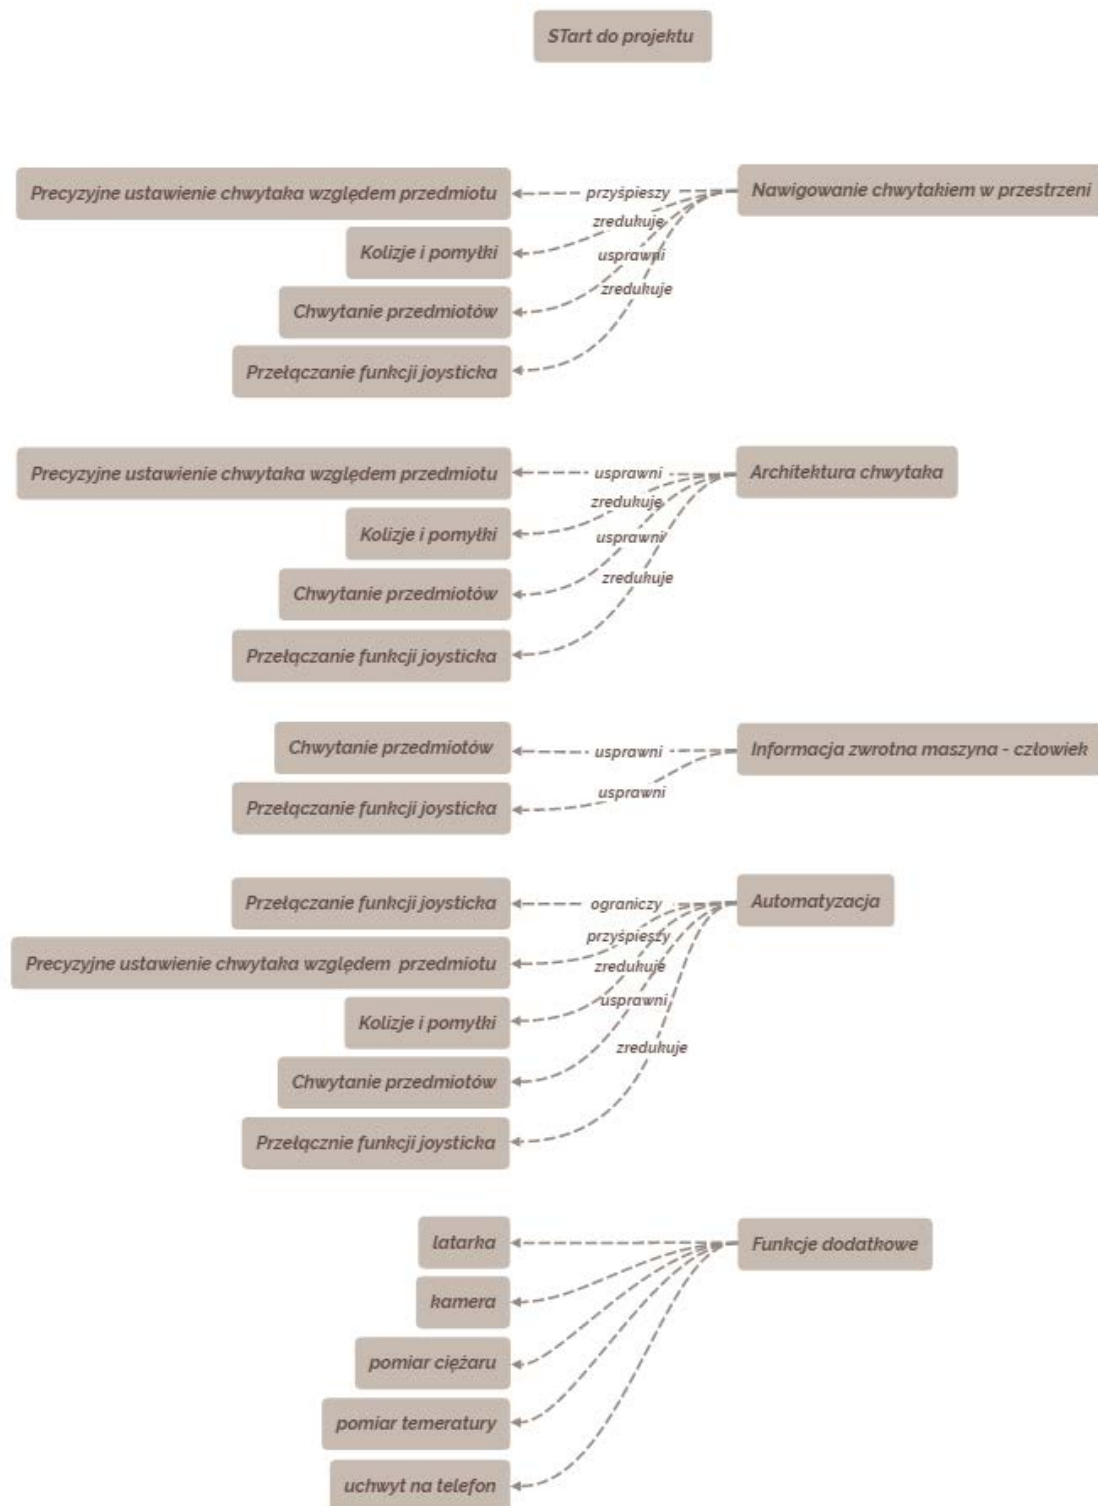 STart do projektu
Precyzyjne ustawienie chwytaka względem przedmiotu
przyśpieszy
Nawigowanie chwytakiem w przestrzeni
zredukuje
Kolizje i pomyłki
usprawni
Chwytanie przedmiotów
zredukuje
Przełączanie funkcji joysticka
Precyzyjne ustawienie chwytaka względem przedmiotu
usprawni
Architektura chwytaka
zredukuje
Kolizje i pomyłki
usprawni
Chwytanie przedmiotów
zredukuje
Przełączanie funkcji joysticka
Chwytanie przedmiotów
usprawni
Informacja zwrotna maszyna - człowiek
usprawni
Przełączanie funkcji joysticka
Przełączanie funkcji joysticka
ograniczy
Automatyzacja
przyśpieszy
Precyzyjne ustawienie chwytaka względem przedmiotu
zredukuje
Kolizje i pomyłki
usprawni
Chwytanie przedmiotów
zredukuje
Przełącznie funkcji joysticka
latarka
Funkcje dodatkowe
kamera
pomiar ciężaru
pomiar temeratury
uchwyt na telefon